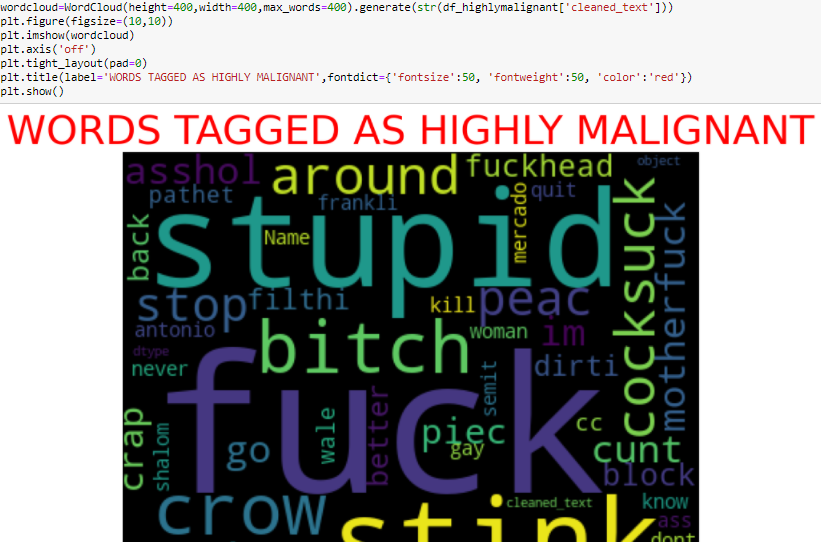 wordcloud=WordCloud(height=400,width=400,max_words=400).generate(str(df_highlymalignant['cleaned_text']))
plt.figure(figsize=(10,10))
plt.imshow(wordcloud)
plt.axis('off')
plt.tight_layout(pad=0)
plt.title(label='WORDS TAGGED AS HIGHLY MALIGNANT',fontdict={'fontsize':50, 'fontweight':50, 'color':'red'})
plt.show()
WORDS TAGGED AS HIGHLY MALIGNANT
asshol
around
fuckhead
object
pathet
frankli
mercado
quit
back
stupid
Name
cocksuck
motherfuck
stop
filthi
kill
peac
antonio
bitch
woman
im
dtype
never
dirti
fuck
semit
crap
shalom
go
wale
better
piec
gay
cc
cunt
block
crow
stink
cleaned_text
know
ass
dont